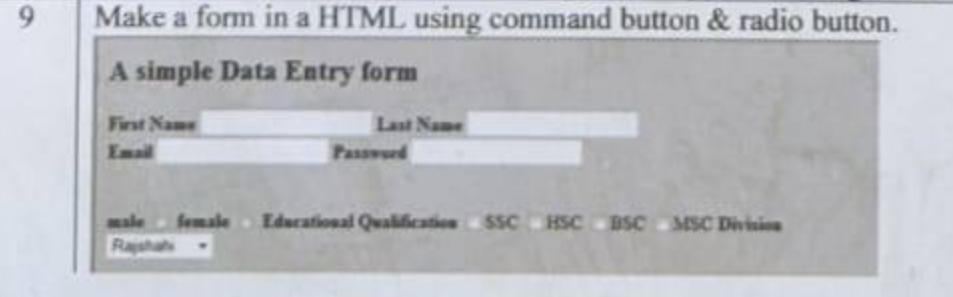 9 Make a form in a HTML using command button & radio button.
A simple Data Entry form
First Name Last Name
Email Password
male female Educational Qualification SSC HSC BSC MSC Division
Rajshahi